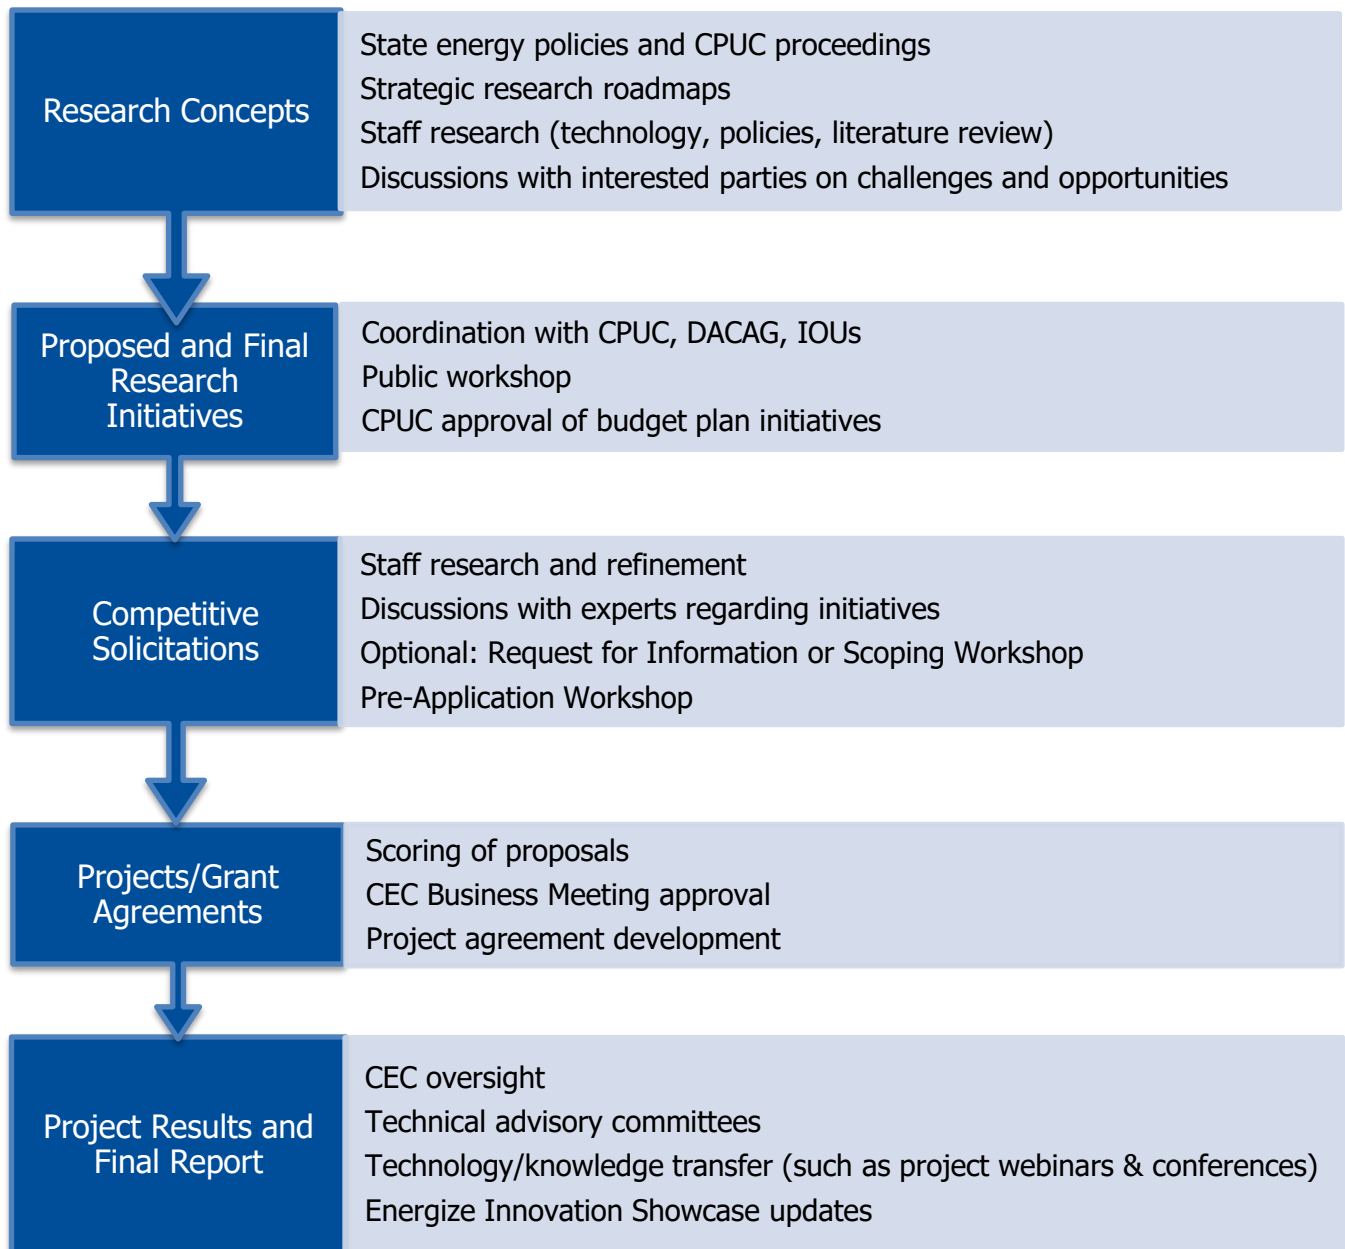 Research Concepts
State energy policies and CPUC proceedings
Strategic research roadmaps
Staff research (technology, policies, literature review)
Discussions with interested parties on challenges and opportunities
Proposed and Final
Research
Initiatives
Coordination with CPUC, DACAG, IOUs
Public workshop
CPUC approval of budget plan initiatives
Competitive
Solicitations
Staff research and refinement
Discussions with experts regarding initiatives
Optional: Request for Information or Scoping Workshop
Pre-Application Workshop
Projects/Grant
Agreements
Scoring of proposals
CEC Business Meeting approval
Project agreement development
Project Results and
Final Report
CEC oversight
Technical advisory committees
Technology/knowledge transfer (such as project webinars & conferences)
Energize Innovation Showcase updates